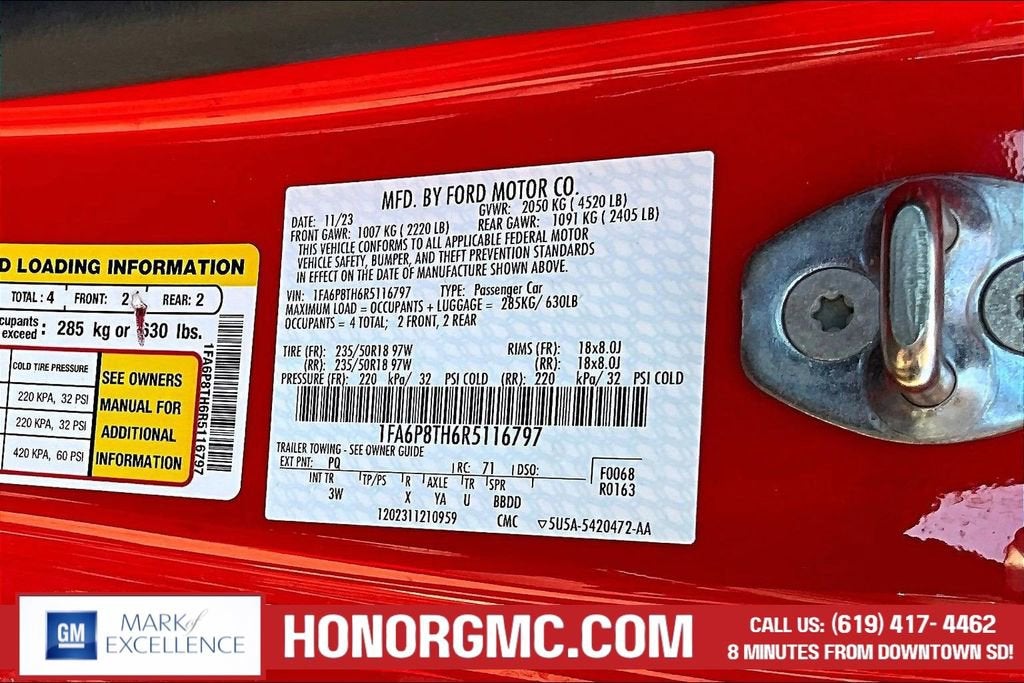 D LOADING INFORMATION
TOTAL: 4 FRONT: 2 REAR: 2
cupants exceed : 285 kg or 630 lbs.
COLD TIRE PRESSURE
220 KPA, 32 PSI
220 KPA, 32 PSI
420 KPA, 60 PSI
SEE OWNERS
MANUAL FOR
ADDITIONAL
INFORMATION
1FA6P8TH6R5116797
MFD. BY FORD MOTOR CO.
DATE: 11/23 GVWR: 2050 KG ( 4520 LB)
FRONT GAWR: 1007 KG ( 2220 LB) REAR GAWR: 1091 KG ( 2405 LB)
THIS VEHICLE CONFORMS TO ALL APPLICABLE FEDERAL MOTOR
VEHICLE SAFETY, BUMPER, AND THEFT PREVENTION STANDARDS
IN EFFECT ON THE DATE OF MANUFACTURE SHOWN ABOVE.
VIN: 1FA6P8TH6R5116797 TYPE: Passenger Car
MAXIMUM LOAD = OCCUPANTS + LUGGAGE = 285KG/ 630LB
OCCUPANTS = 4 TOTAL; 2 FRONT, 2 REAR
TIRE (FR): 235/50R18 97W RIMS (FR): 18x8.0J
(RR): 235/50R18 97W (RR): 18x8.0J
PRESSURE (FR): 220 kPa/ 32 PSI COLD (RR): 220 kPa/ 32 PSI COLD
1FA6P8TH6R5116797
TRAILER TOWING - SEE OWNER GUIDE
EXT PNT: PQ RC: 71 DSO: F0068
INT TR TP/PS R AXLE TR SPR R0163
3W X YA U BBDD
1202311210959 CMC ▽5U5A-5420472-AA
GM MARK of EXCELLENCE
HONORGMC.COM
CALL US: (619) 417- 4462
8 MINUTES FROM DOWNTOWN SD!